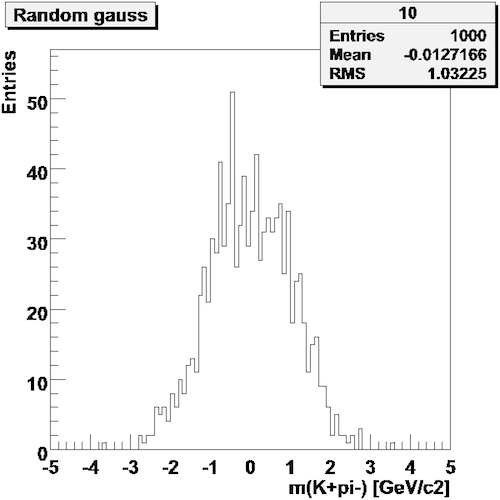 Random gauss
10
Entries 1000
Mean -0.0127166
RMS 1.03225
Entries
50
40
30
20
10
0
-5 -4 -3 -2 -1 0 1 2 3 4 5
m(K+pi-) [GeV/c2]